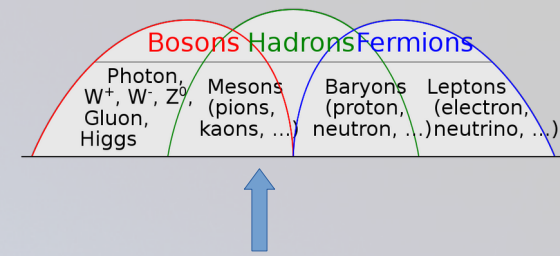 Bosons Hadrons Fermions
Photon,
W⁺, W⁻, Z⁰,
Gluon,
Higgs
Mesons
(pions,
kaons, ...)
Baryons
(proton,
neutron, ...)
Leptons
(electron,
neutrino, ...)